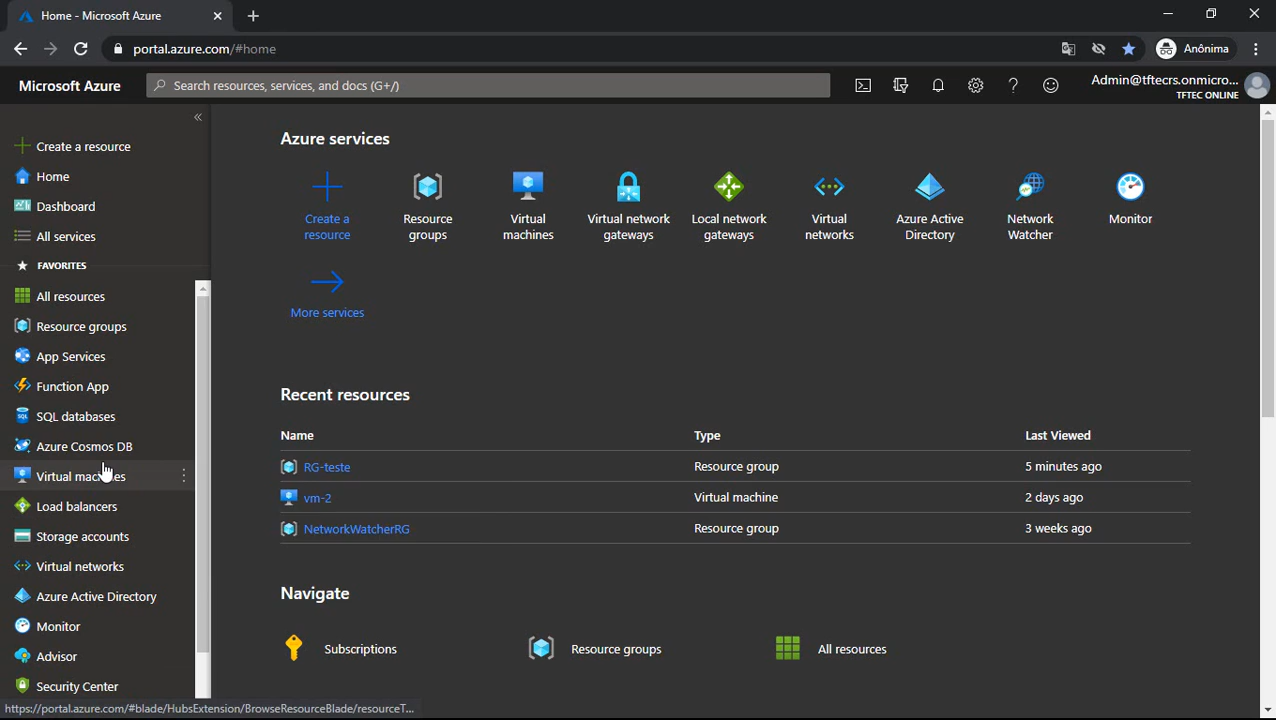 Home - Microsoft Azure
portal.azure.com/#home
Anônima
Microsoft Azure
Search resources, services, and docs (G+/)
Admin@tftecrs.onmicro...
TFTEC ONLINE
Create a resource
Home
Dashboard
All services
FAVORITES
All resources
Resource groups
App Services
Function App
SQL databases
Azure Cosmos DB
Virtual machines
Load balancers
Storage accounts
Virtual networks
Azure Active Directory
Monitor
Advisor
Security Center
Azure services
Create a
resource
Resource
groups
Virtual
machines
Virtual network
gateways
Local network
gateways
Virtual
networks
Azure Active
Directory
Network
Watcher
Monitor
More services
Recent resources
Name Type Last Viewed
RG-teste Resource group 5 minutes ago
vm-2 Virtual machine 2 days ago
NetworkWatcherRG Resource group 3 weeks ago
Navigate
Subscriptions Resource groups All resources
https://portal.azure.com/#blade/HubsExtension/BrowseResourceBlade/resourceT...